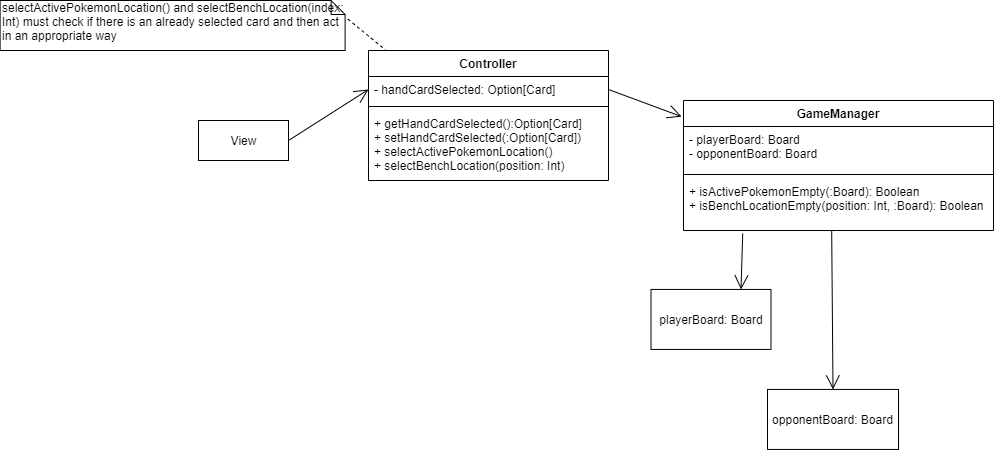 selectActivePokemonLocation() and selectBenchLocation(index:
Int) must check if there is an already selected card and then act
in an appropriate way
Controller
- handCardSelected: Option[Card]
+ getHandCardSelected():Option[Card]
+ setHandCardSelected(:Option[Card])
+ selectActivePokemonLocation()
+ selectBenchLocation(position: Int)
View
GameManager
- playerBoard: Board
- opponentBoard: Board
+ isActivePokemonEmpty(:Board): Boolean
+ isBenchLocationEmpty(position: Int, :Board): Boolean
playerBoard: Board
opponentBoard: Board